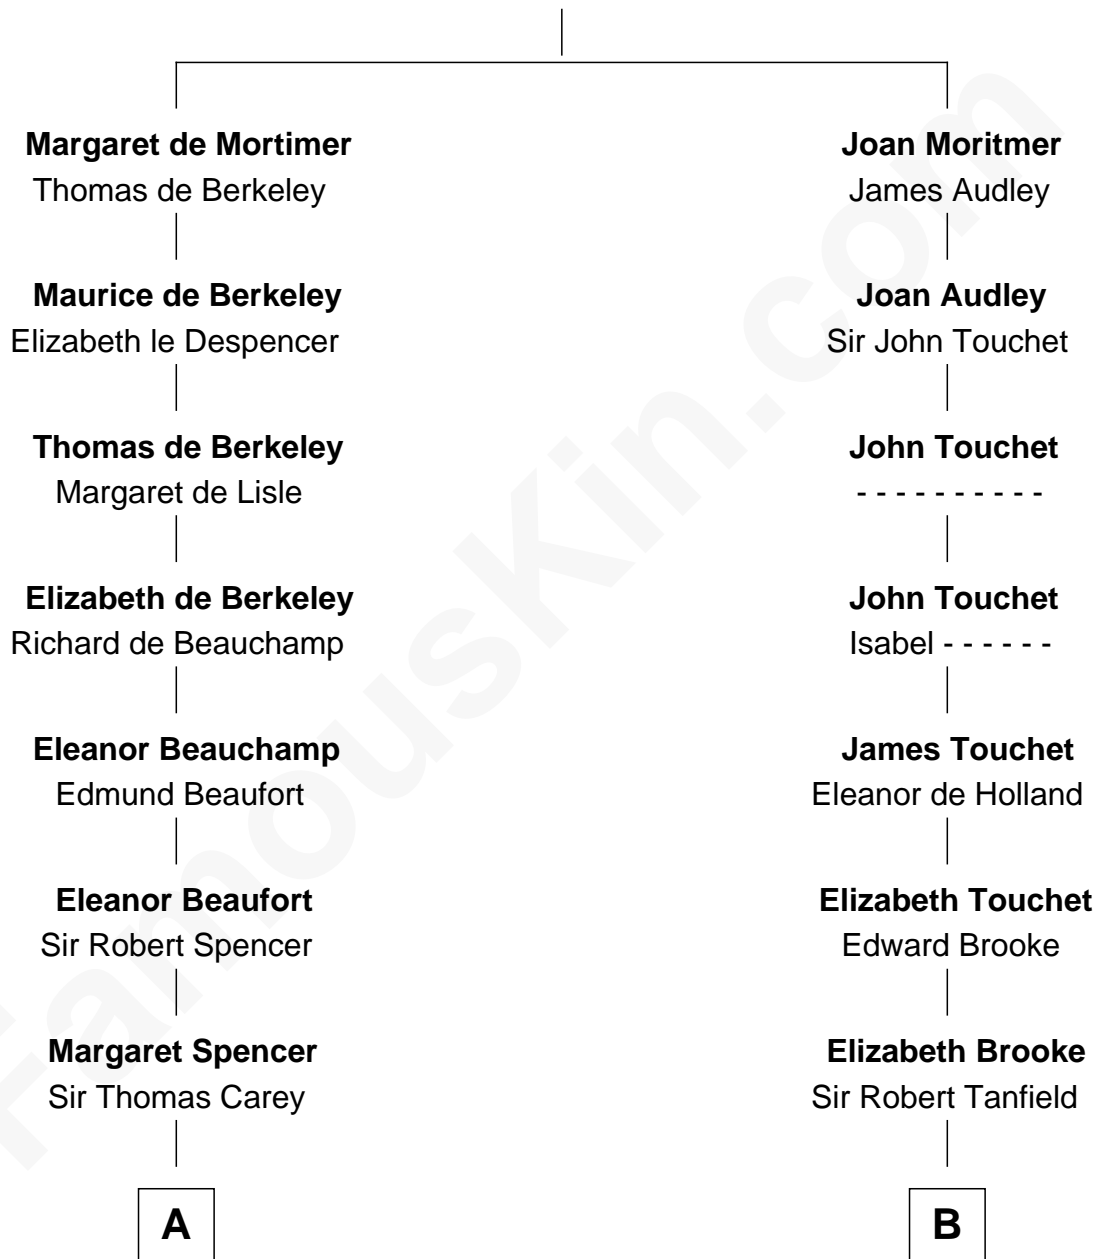 Margaret de Mortimer
Thomas de Berkeley
Joan Moritmer
James Audley
Maurice de Berkeley
Elizabeth le Despencer
Joan Audley
Sir John Touchet
Thomas de Berkeley
Margaret de Lisle
John Touchet
- - - - - - - - - -
Elizabeth de Berkeley
Richard de Beauchamp
John Touchet
Isabel - - - - - -
Eleanor Beauchamp
Edmund Beaufort
James Touchet
Eleanor de Holland
Eleanor Beaufort
Sir Robert Spencer
Elizabeth Touchet
Edward Brooke
Margaret Spencer
Sir Thomas Carey
Elizabeth Brooke
Sir Robert Tanfield
A
B
FamousKin.com